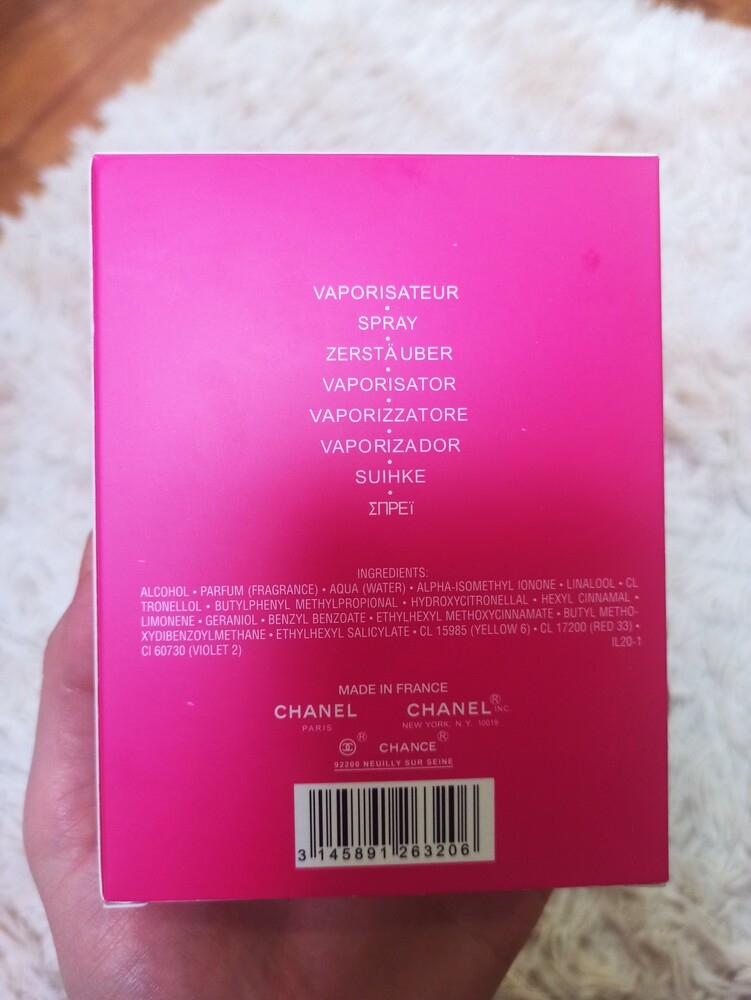 VAPORISATEUR
•
SPRAY
•
ZERSTÄUBER
•
VAPORISATOR
•
VAPORIZZATORE
•
VAPORIZADOR
•
SUIHKE
•
ΣΠΡΕϊ
INGREDIENTS:
ALCOHOL • PARFUM (FRAGRANCE) • AQUA (WATER) • ALPHA-ISOMETHYL IONONE • LINALOOL • CL
TRONELLOL • BUTYLPHENYL METHYLPROPIONAL • HYDROXYCITRONELLAL • HEXYL CINNAMAL •
LIMONENE • GERANIOL • BENZYL BENZOATE • ETHYLHEXYL METHOXYCINNAMATE • BUTYL METHO-
XYDIBENZOYLMETHANE • ETHYLHEXYL SALICYLATE • CL 15985 (YELLOW 6) • CL 17200 (RED 33) •
CI 60730 (VIOLET 2) IL20-1
MADE IN FRANCE
CHANEL CHANEL® INC.
PARIS NEW YORK, N.Y. 10019
® CHANCE®
92200 NEUILLY SUR SEINE
3 145891 263206